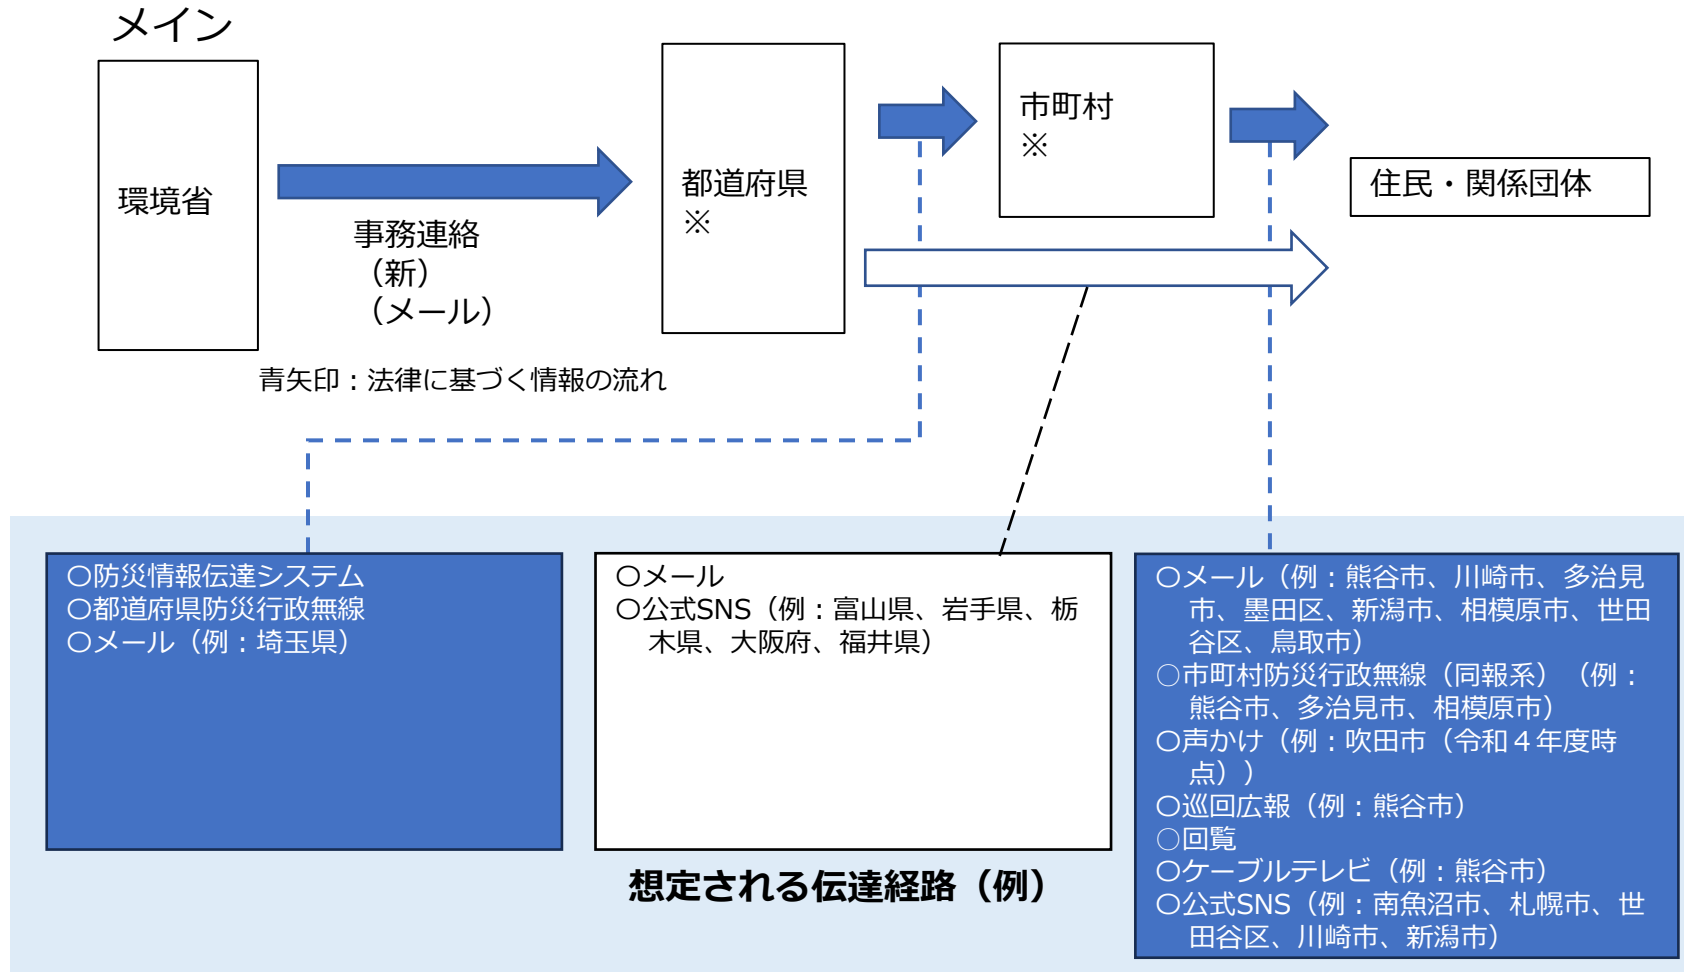 メイン
環境省
事務連絡
（新）
（メール）
都道府県
※
市町村
※
住民・関係団体
青矢印：法律に基づく情報の流れ
〇防災情報伝達システム
〇都道府県防災行政無線
〇メール（例：埼玉県）
〇メール
〇公式SNS（例：富山県、岩手県、栃
木県、大阪府、福井県）
〇メール（例：熊谷市、川崎市、多治見
市、墨田区、新潟市、相模原市、世田
谷区、鳥取市）
○市町村防災行政無線（同報系）（例：
熊谷市、多治見市、相模原市）
〇声かけ（例：吹田市（令和４年度時
点））
〇巡回広報（例：熊谷市）
○回覧
〇ケーブルテレビ（例：熊谷市）
〇公式SNS（例：南魚沼市、札幌市、世
田谷区、川崎市、新潟市）
想定される伝達経路（例）